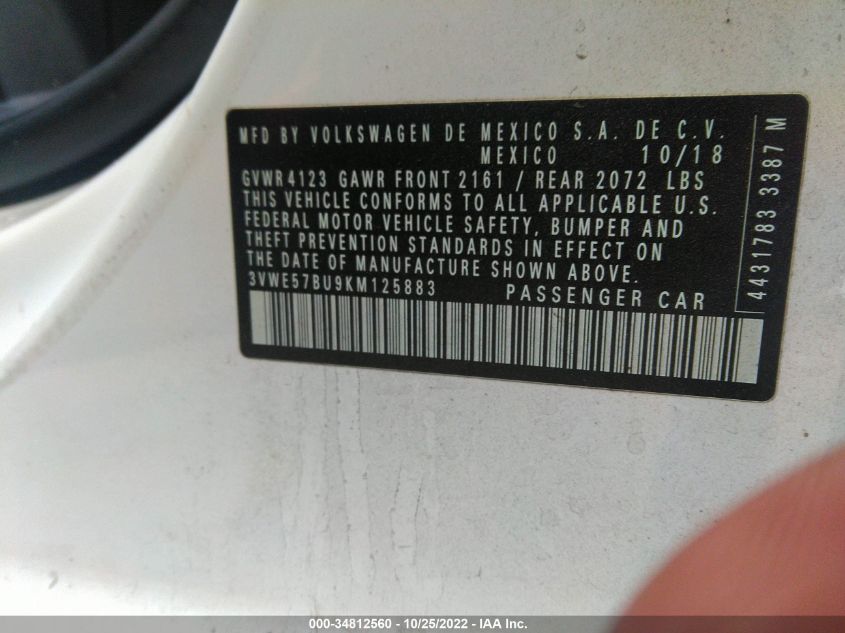 MFD BY VOLKSWAGEN DE MEXICO S.A. DE C.V.
MEXICO 10/18
GVWR 4123 GAWR FRONT 2161 / REAR 2072 LBS
THIS VEHICLE CONFORMS TO ALL APPLICABLE U.S.
FEDERAL MOTOR VEHICLE SAFETY, BUMPER AND
THEFT PREVENTION STANDARDS IN EFFECT ON
THE DATE OF MANUFACTURE SHOWN ABOVE.
3VWE57BU9KM125883 PASSENGER CAR
4431783 3387 M
000-34812560 - 10/25/2022 - IAA Inc.